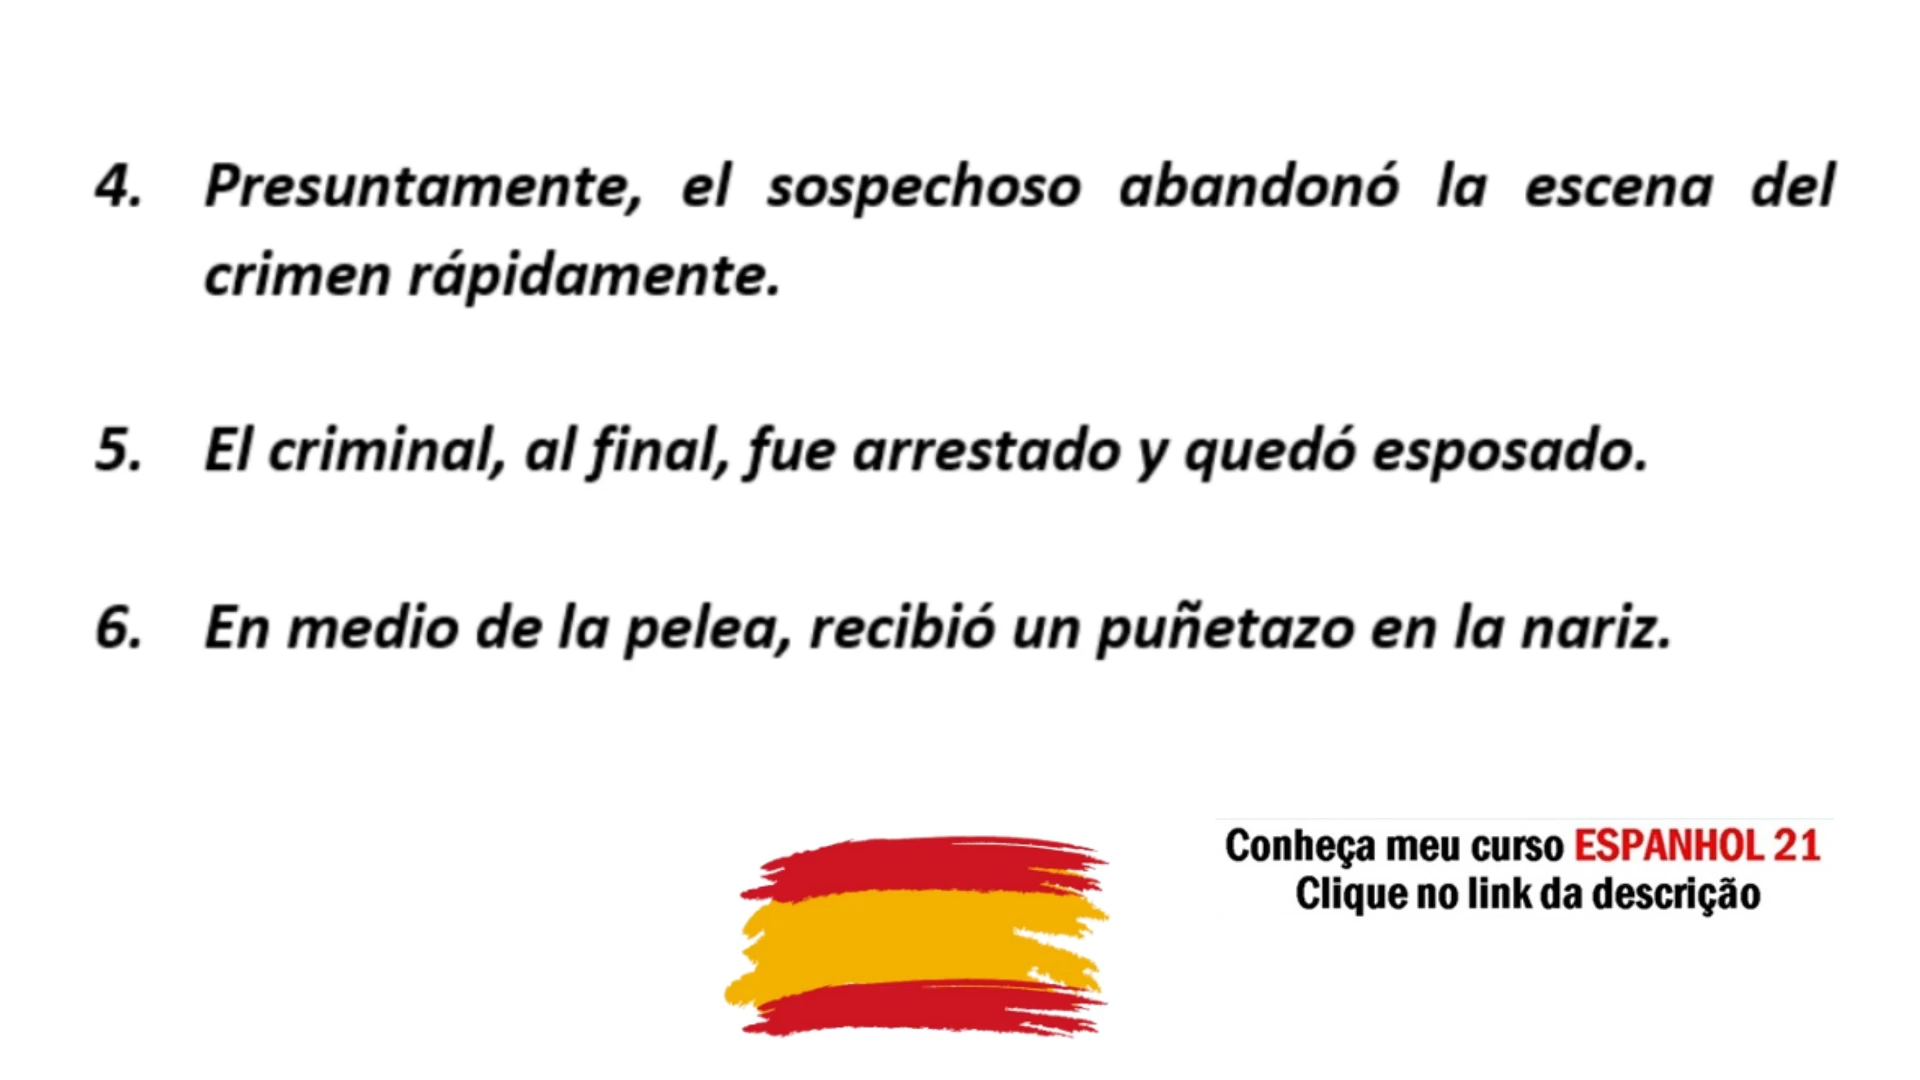 4. Presuntamente, el sospechoso abandonó la escena del
crimen rápidamente.
5. El criminal, al final, fue arrestado y quedó esposado.
6. En medio de la pelea, recibió un puñetazo en la nariz.
Conheça meu curso ESPANHOL 21
Clique no link da descrição